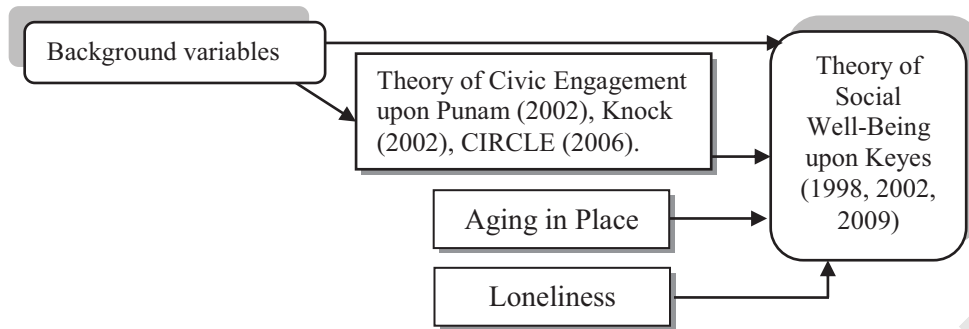 Background variables
Theory of Civic Engagement
upon Punam (2002), Knock
(2002), CIRCLE (2006).
Aging in Place
Loneliness
Theory of
Social
Well-Being
upon Keyes
(1998, 2002,
2009)